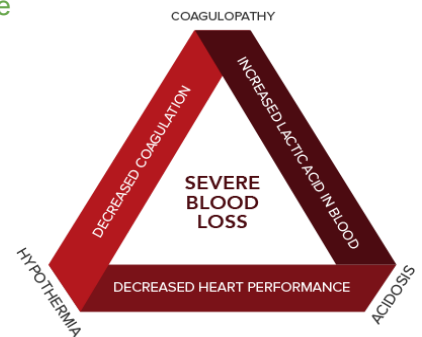 e
COAGULOPATHY
DECREASED COAGULATION
INCREASED LACTIC ACID IN BLOOD
SEVERE
BLOOD
LOSS
HYPOTHERMIA
DECREASED HEART PERFORMANCE
ACIDOSIS